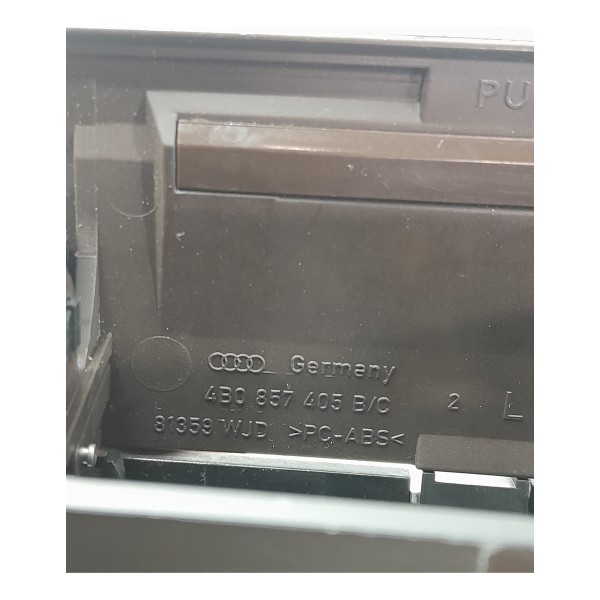 PU
Germany
4B0 857 405 B/C 2 L
81359 WJD >PC-ABS<